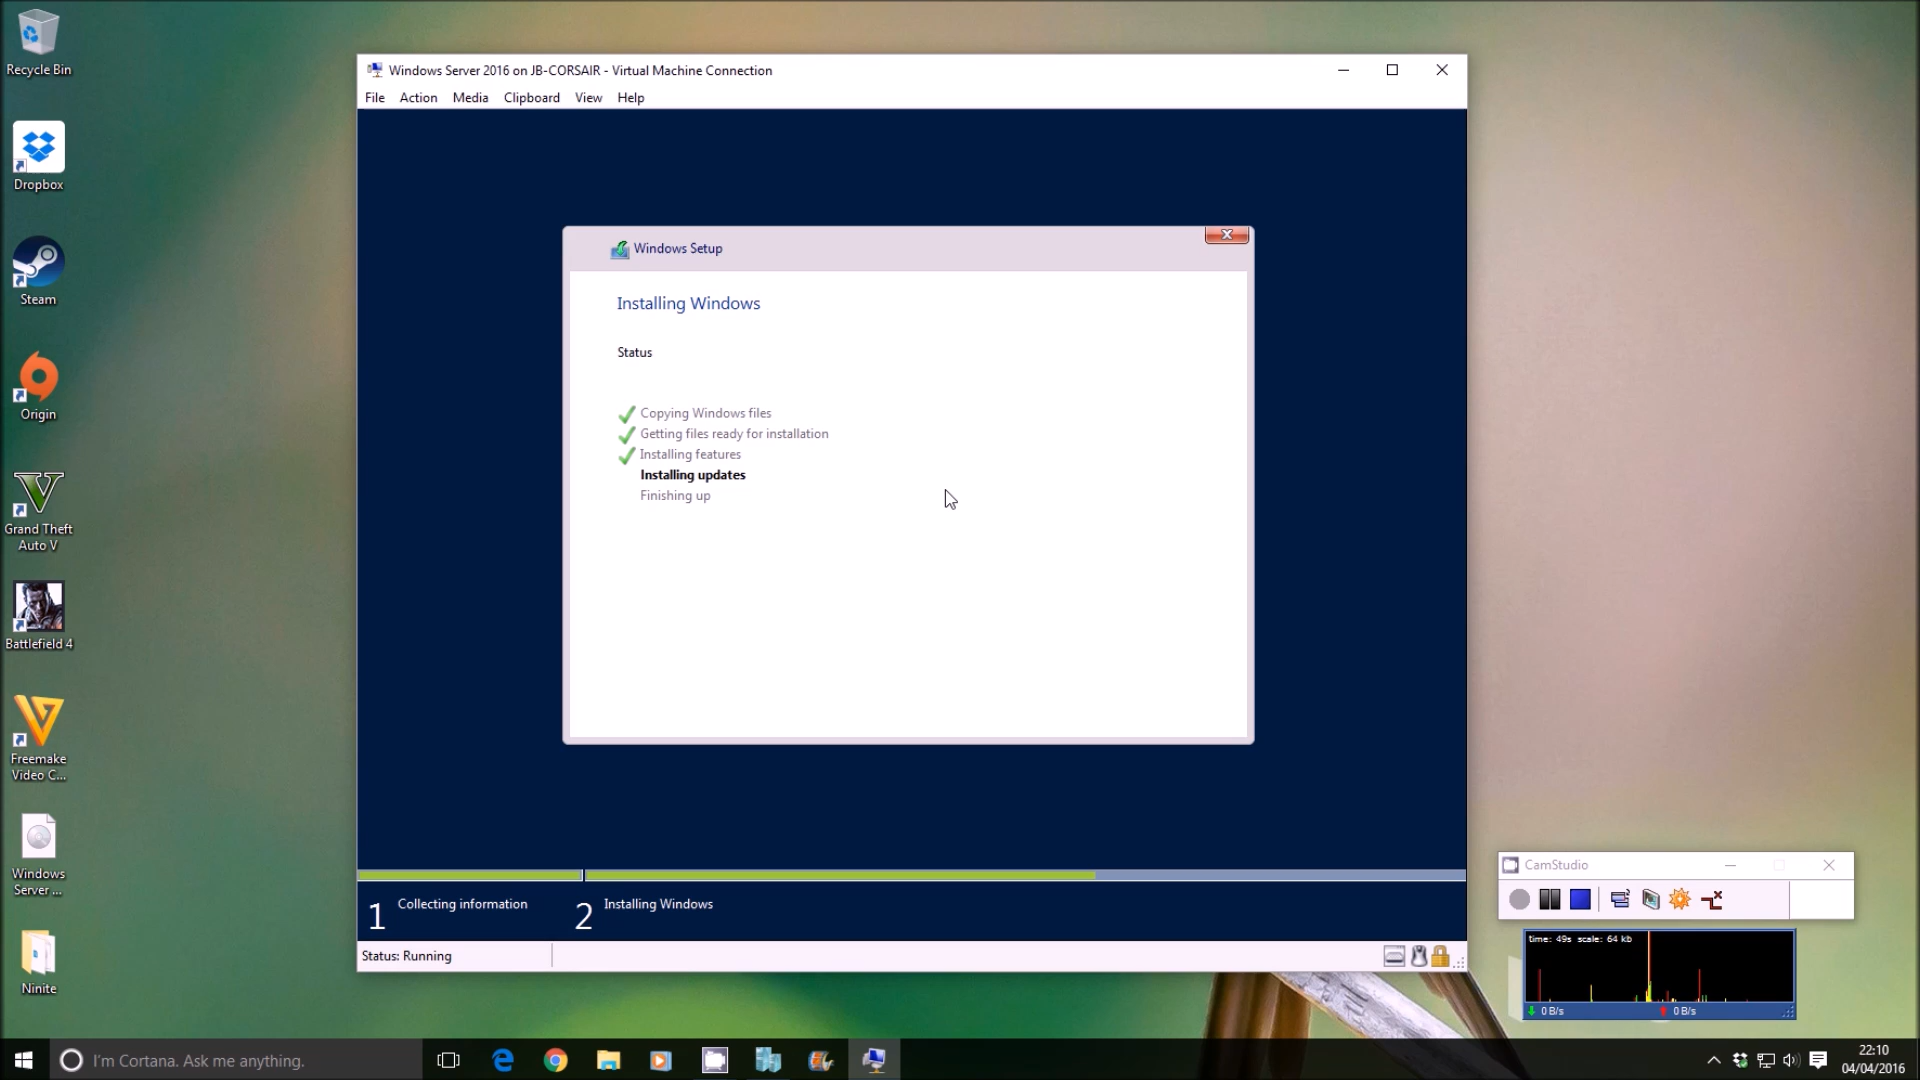 Recycle Bin
Dropbox
Steam
Origin
Grand Theft
Auto V
Battlefield 4
Freemake
Video C...
Windows
Server ...
Ninite
Windows Server 2016 on JB-CORSAIR - Virtual Machine Connection
File Action Media Clipboard View Help
Windows Setup
Installing Windows
Status
Copying Windows files
Getting files ready for installation
Installing features
Installing updates
Finishing up
1 Collecting information
2 Installing Windows
Status: Running
CamStudio
time: 49s scale: 64 kb
0 B/s 0 B/s
I'm Cortana. Ask me anything.
22:10
04/04/2016